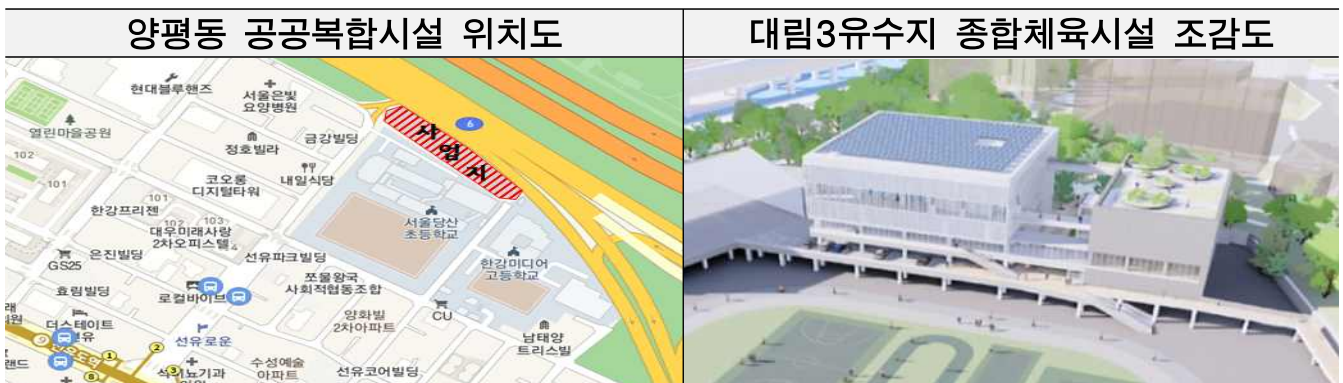 양평동 공공복합시설 위치도
대림3유수지 종합체육시설 조감도
현대블루핸즈
서울은빛
요양병원
6
사업지
열린마을공원
금강빌딩
정호빌라
102
내일식당
코오롱
디지털타워
101
101
한강프리젠
102
103
대우미래사랑
2차오피스텔
서울당산
초등학교
은진빌딩
GS25
선유파크빌딩
한강미디어
고등학교
쪼물왕국
사회적협동조합
효림빌딩
로컬바이브
CU
양화빌
2차아파트
더스테이트
선유
선유로운
남태양
트리스빌
9
1
2
3
8
수성예술
아파트
선유코어빌딩